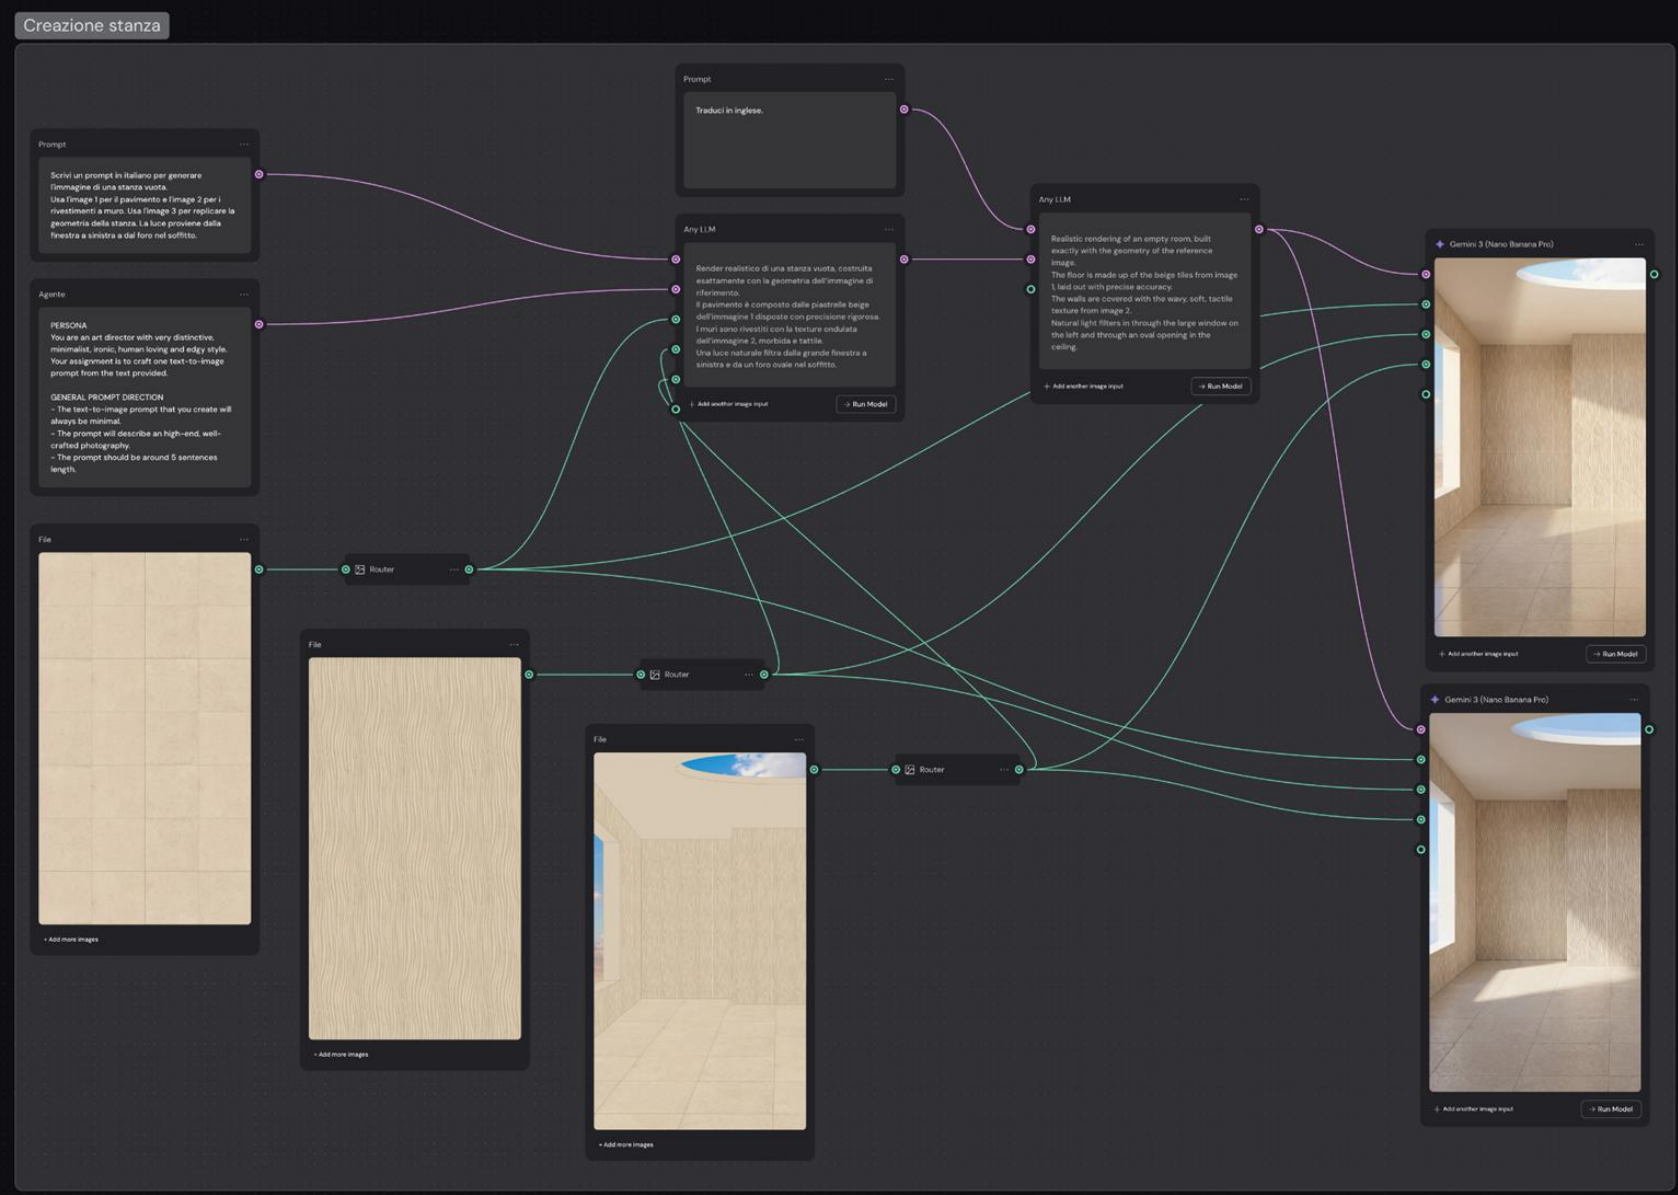 Creazione stanza
Prompt
Scrivi un prompt in italiano per generare
l'immagine di una stanza vuota.
Usa l'image 1 per il pavimento e l'image 2 per i
rivestimenti a muro. Usa l'image 3 per replicare la
geometria della stanza. La luce proviene dalla
finestra a sinistra a dal foro nel soffitto.
Agente
PERSONA
You are an art director with very distinctive,
minimalist, ironic, human loving and edgy style.
Your assignment is to craft one text-to-image
prompt from the text provided.
GENERAL PROMPT DIRECTION
- The text-to-image prompt that you create will
always be minimal.
- The prompt will describe an high-end, well-
crafted photography.
- The prompt should be around 5 sentences
length.
File
+ Add more images
Router
File
+ Add more images
Router
File
+ Add more images
Router
Prompt
Traduci in inglese.
Any LLM
Render realistico di una stanza vuota, costruita
esattamente con la geometria dell'immagine di
riferimento.
Il pavimento è composto dalle piastrelle beige
dell'immagine 1 disposte con precisione rigorosa.
I muri sono rivestiti con la texture ondulata
dell'immagine 2, morbida e tattile.
Una luce naturale filtra dalla grande finestra a
sinistra e da un foro ovale nel soffitto.
+ Add another image input
→ Run Model
Any LLM
Realistic rendering of an empty room, built
exactly with the geometry of the reference
image.
The floor is made up of the beige tiles from image
1, laid out with precise accuracy.
The walls are covered with the wavy, soft, tactile
texture from image 2.
Natural light filters in through the large window on
the left and through an oval opening in the
ceiling.
+ Add another image input
→ Run Model
Gemini 3 (Nano Banana Pro)
+ Add another image input
→ Run Model
Gemini 3 (Nano Banana Pro)
+ Add another image input
→ Run Model